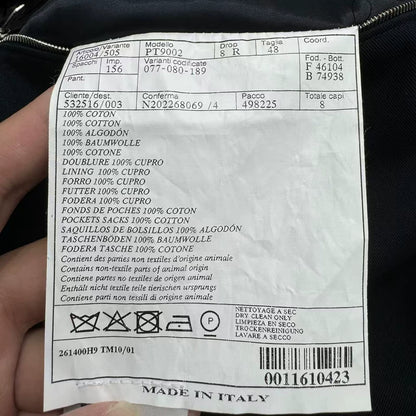 Articolo/Variante Modello Drop Taglia Coord.
16004/505 PT9002 8 R 48
Spacchi Imp. Varianti codificate Fod. - Bott.
156 077-080-189 F 46104
Pant. B 74938
Cliente/dest. Conferma Pacco Totale capi
532516/003 N202268069 /4 498225 8
100% COTON
100% COTTON
100% ALGODÓN
100% BAUMWOLLE
100% COTONE
DOUBLURE 100% CUPRO
LINING 100% CUPRO
FORRO 100% CUPRO
FUTTER 100% CUPRO
FODERA 100% CUPRO
FONDS DE POCHES 100% COTON
POCKETS SACKS 100% COTTON
SAQUILLOS DE BOLSILLOS 100% ALGODÓN
TASCHENBÖDEN 100% BAUMWOLLE
FODERA TASCHE 100% COTONE
Contient des parties non textiles d'origine animale
Contains non-textile parts of animal origin
Contiene partes no textiles de origen animal
Enthält nicht textile teile tierischen ursprungs
Contiene parti non tessili di origine animale
NETTOYAGE A SEC
DRY CLEAN ONLY
LIMPIEZA EN SECO
TROCKENREINIGUNG
LAVARE A SECCO
P
261400H9 TM10/01
0011610423
MADE IN ITALY